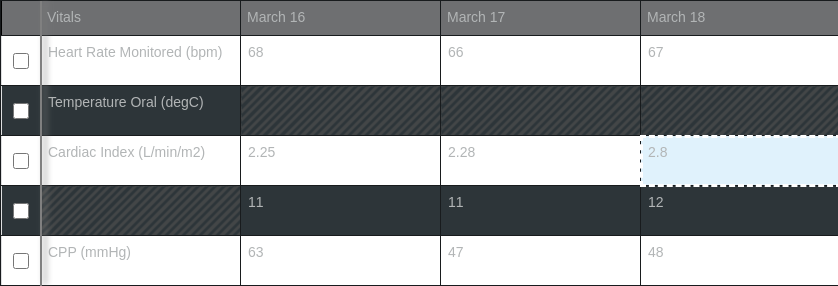 Vitals March 16 March 17 March 18
Heart Rate Monitored (bpm) 68 66 67
Temperature Oral (degC)
Cardiac Index (L/min/m2) 2.25 2.28 2.8
11 11 12
CPP (mmHg) 63 47 48